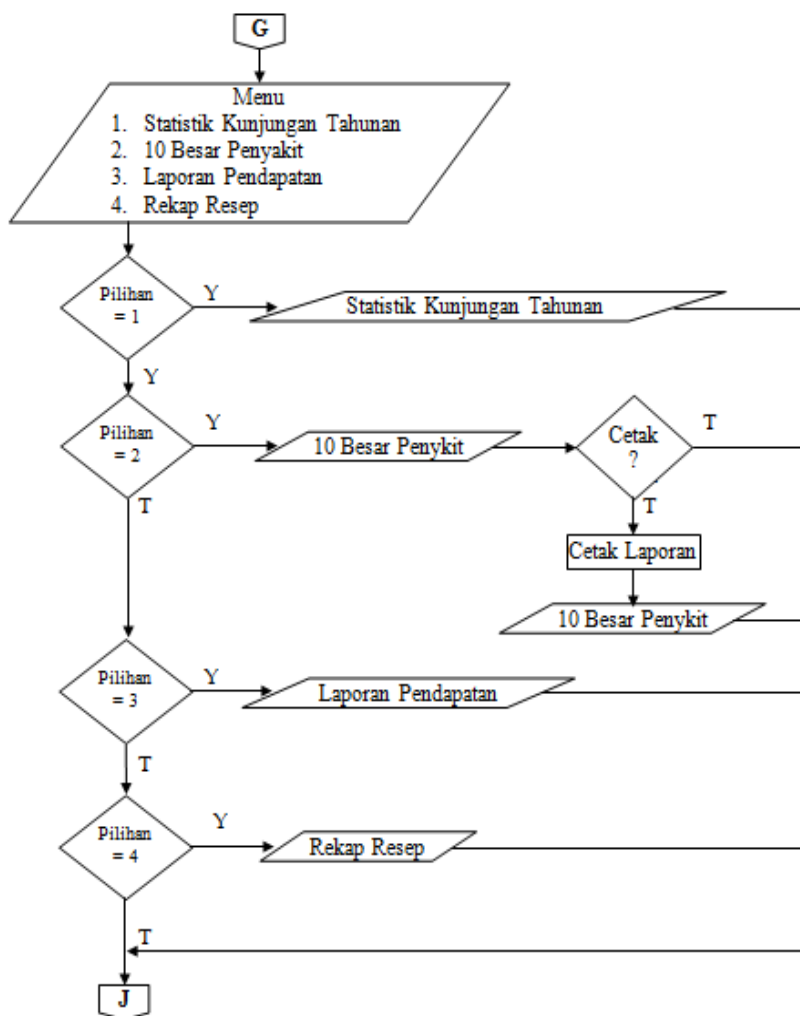 G
Menu
1. Statistik Kunjungan Tahunan
2. 10 Besar Penyakit
3. Laporan Pendapatan
4. Rekap Resep
Pilihan
= 1
Y
Statistik Kunjungan Tahunan
Y
Pilihan
= 2
Y
10 Besar Penykit
Cetak
?
T
T
T
Cetak Laporan
10 Besar Penykit
Pilihan
= 3
Y
Laporan Pendapatan
T
Pilihan
= 4
Y
Rekap Resep
T
J